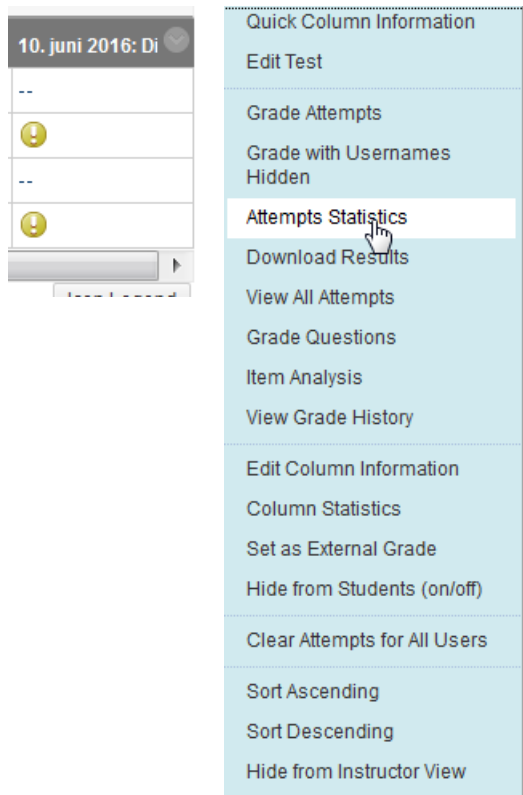 10. juni 2016: Di
--
--
Quick Column Information
Edit Test
Grade Attempts
Grade with Usernames
Hidden
Attempts Statistics
Download Results
View All Attempts
Grade Questions
Item Analysis
View Grade History
Edit Column Information
Column Statistics
Set as External Grade
Hide from Students (on/off)
Clear Attempts for All Users
Sort Ascending
Sort Descending
Hide from Instructor View